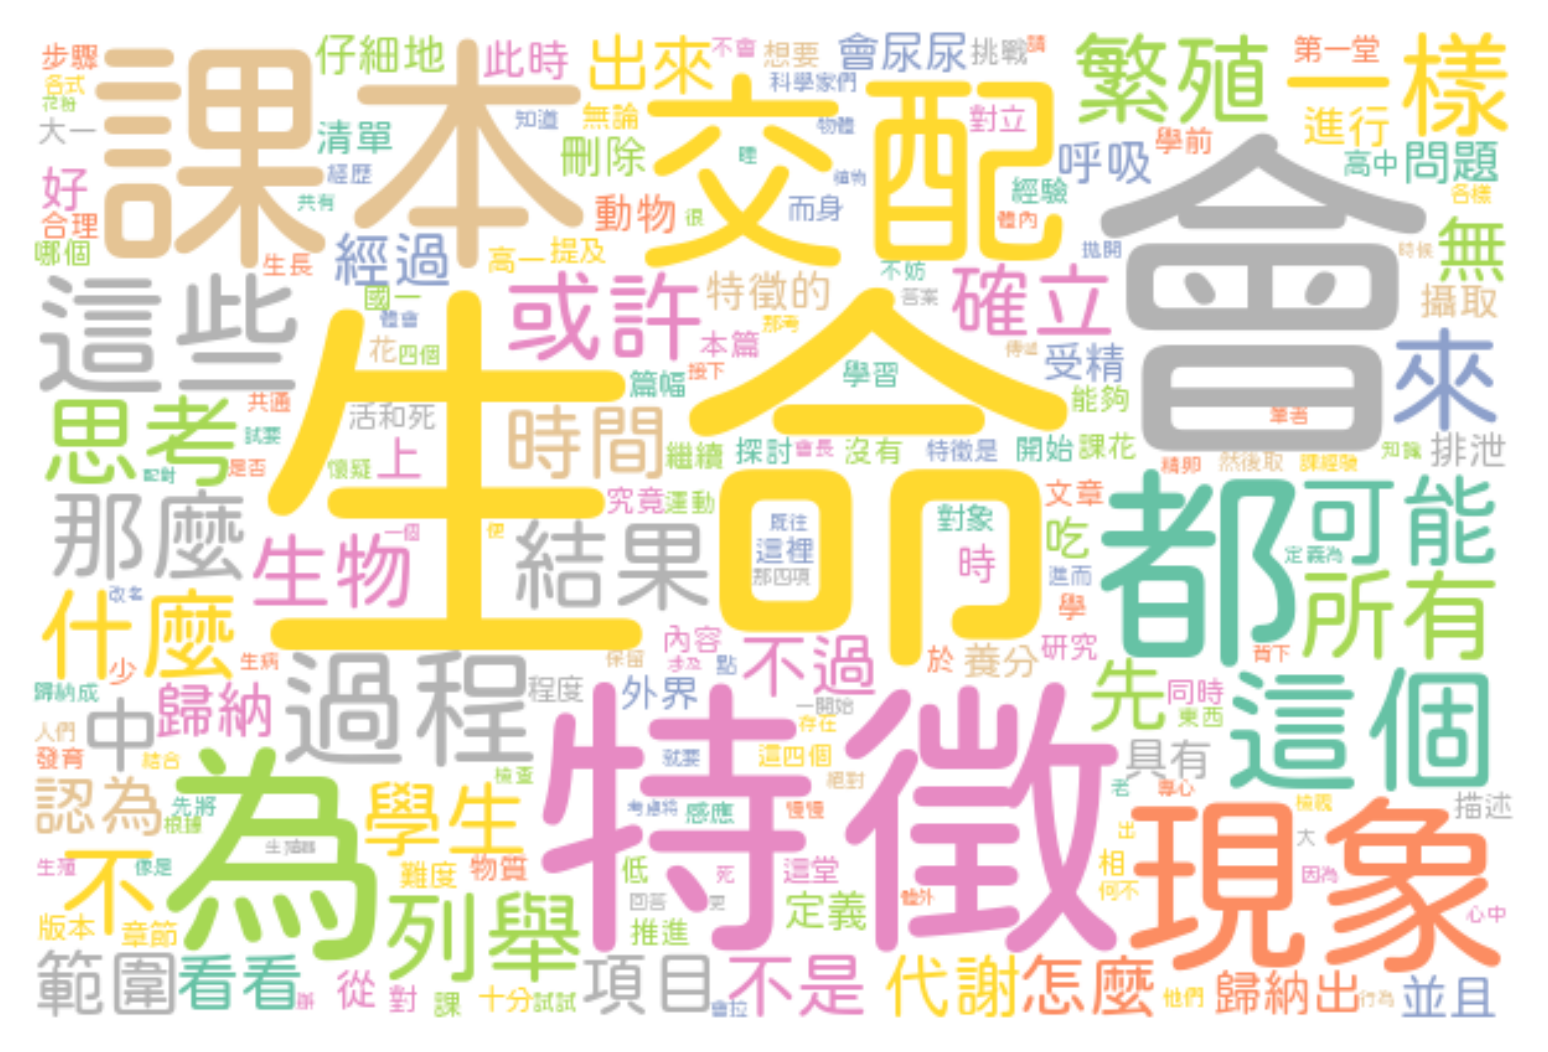 步驟
仔細地
此時
出來
不會
想要
會尿尿
挑戰
請
繁殖
第一堂
一樣
各式
花粉
大一
課本
清單
知道
無論
科學家們
物體
交配
對立
進行
學前
高中
問題
好
經歷
共有
刪除
睡
植物
經驗
呼吸
各樣
合理
哪個
生長
經過
高一
提及
動物
很
而身
體內
拋開
會
時候
無
這些
國一
體會
花
四個
或許
特徵的
本篇
那考
不妨
答案
確立
傳遞
攝取
受精
來
思考
共通
試要
配對
是否
活和死
懷疑
上
時間
篇幅
接下
繼續
學習
探討
會長
沒有
特徵是
能夠
開始
課花
筆者
精卵
然後取
課經驗
知識
排泄
生命
究竟
運動
文章
那麼
生物
一個
便
結果
既往
這裡
那四項
對象
時
吃
進而
學
都
可能
定義為
所有
什麼
改名
少
生病
內容
涉及
點
保留
不過
於
養分
研究
背下
歸納成
中
歸納
過程
程度
外界
一開始
存在
先
同時
東西
這個
人們
發育
結合
檢查
就要
這四個
絕對
具有
認為
先將
根據
為
學生
特徵
考慮將
感應
慢慢
老
專心
檢視
描述
生殖
像是
不
生殖器
難度
物質
低
死
這堂
出
相
何不
現象
大
因為
版本
章節
列舉
回答
更
推進
定義
體外
心中
範圍
看看
辦
從
對
課
十分
試試
項目
會拉
不是
代謝
怎麼
他們
歸納出
行為
並且